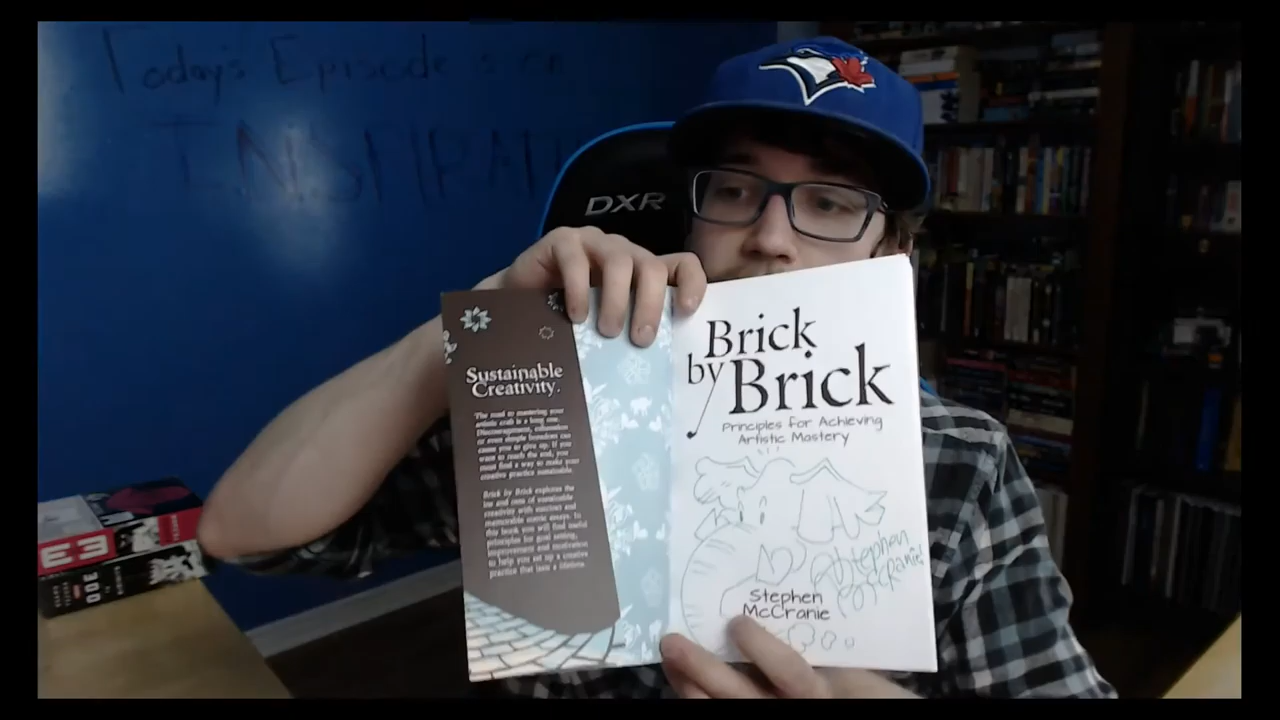 Today's Episode is on
INSPIRATI
DXR
Sustainable
Creativity.
The road to mastering your
artistic craft is a long one.
Discouragement, exhaustion
or even simple boredom can
cause you to give up. If you
want to reach the end, you
must find a way to make your
creative practice sustainable.
Brick by Brick explores the
ins and outs of sustainable
creativity with succinct and
memorable comic essays. In
this book you will find useful
principles for goal setting,
improvement and motivation
to help you set up a creative
practice that lasts a lifetime.
Brick
by Brick
Principles for Achieving
Artistic Mastery
Stephen
McCranie
Stephen
McCranie